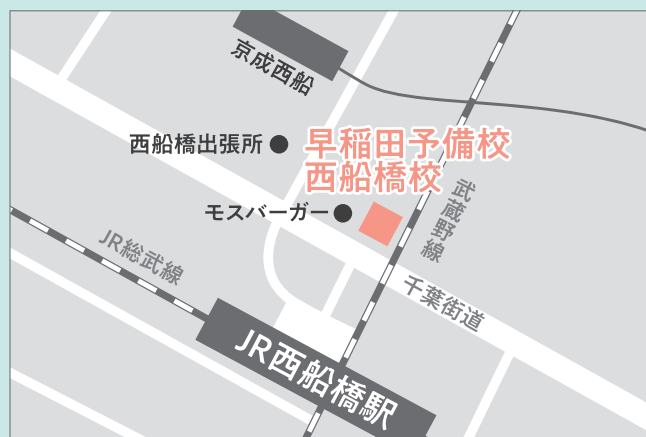 京成西船
西船橋出張所
早稲田予備校
西船橋校
モスバーガー
武蔵野線
JR総武線
千葉街道
JR西船橋駅